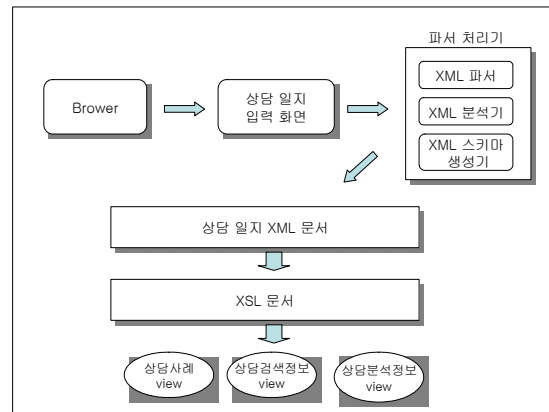 파서 처리기
Brower
상담 일지
입력 화면
XML 파서
XML 분석기
XML 스키마
생성기
상담 일지 XML 문서
XSL 문서
상담사례
view
상담검색정보
view
상담분석정보
view